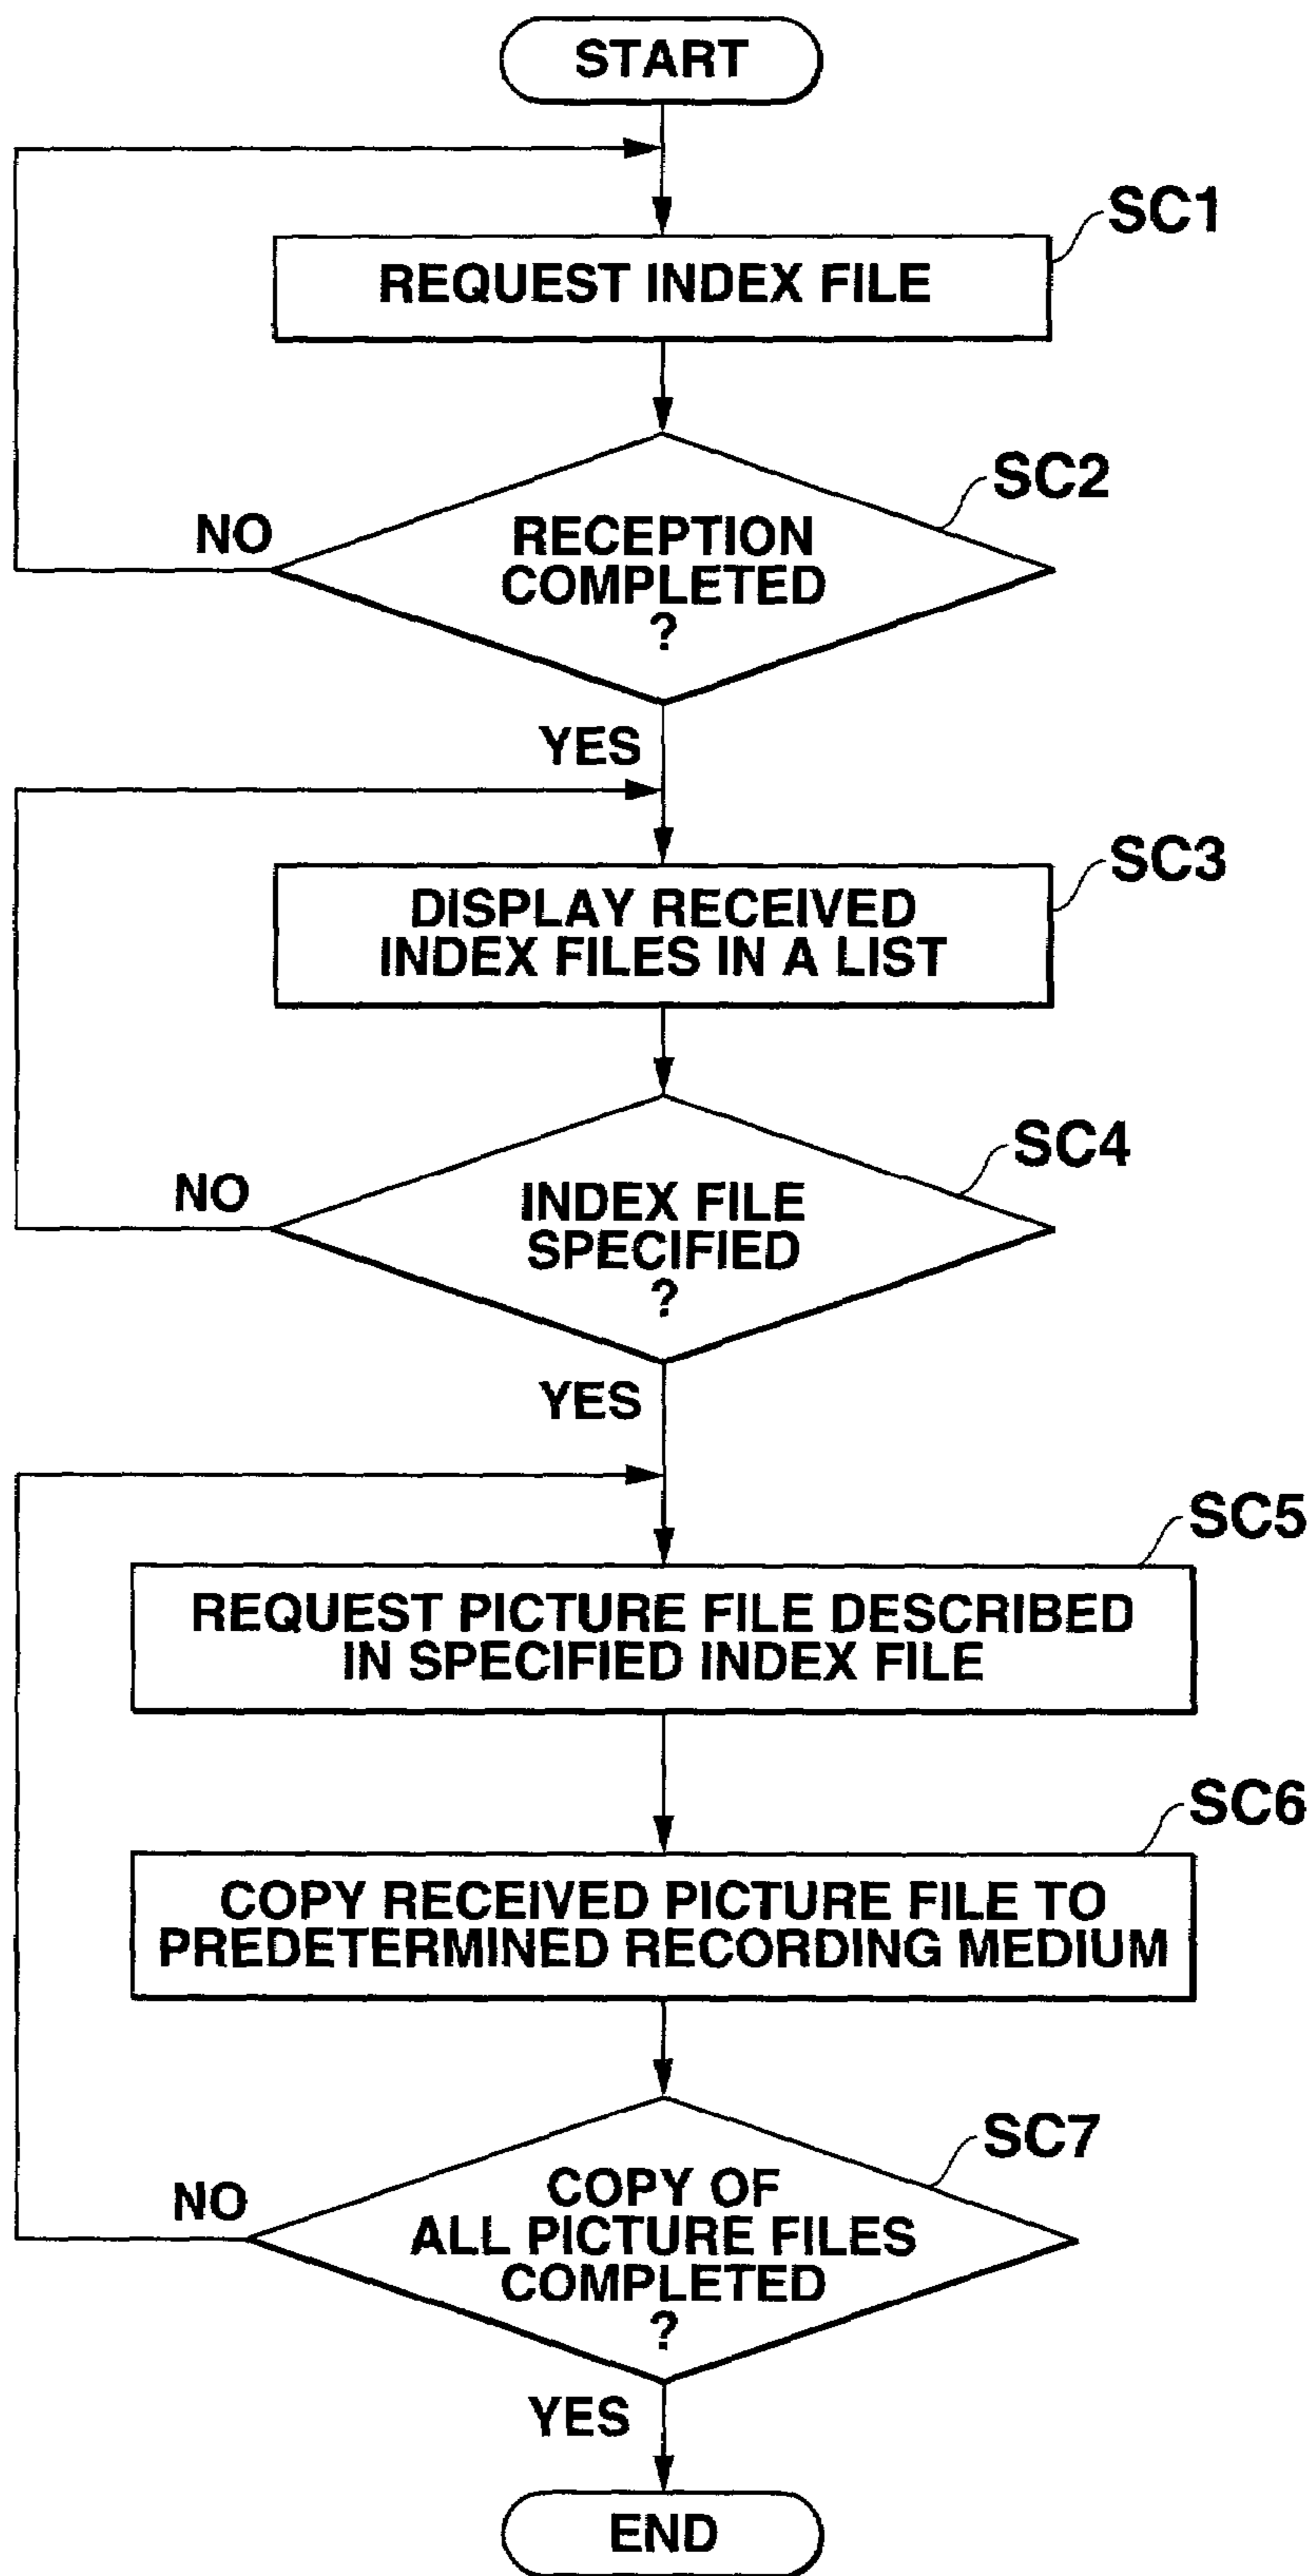 START
SC1
REQUEST INDEX FILE
SC2
NO
RECEPTION
COMPLETED
?
YES
SC3
DISPLAY RECEIVED
INDEX FILES IN A LIST
SC4
NO
INDEX FILE
SPECIFIED
?
YES
SC5
REQUEST PICTURE FILE DESCRIBED
IN SPECIFIED INDEX FILE
SC6
COPY RECEIVED PICTURE FILE TO
PREDETERMINED RECORDING MEDIUM
SC7
NO
COPY OF
ALL PICTURE FILES
COMPLETED
?
YES
END